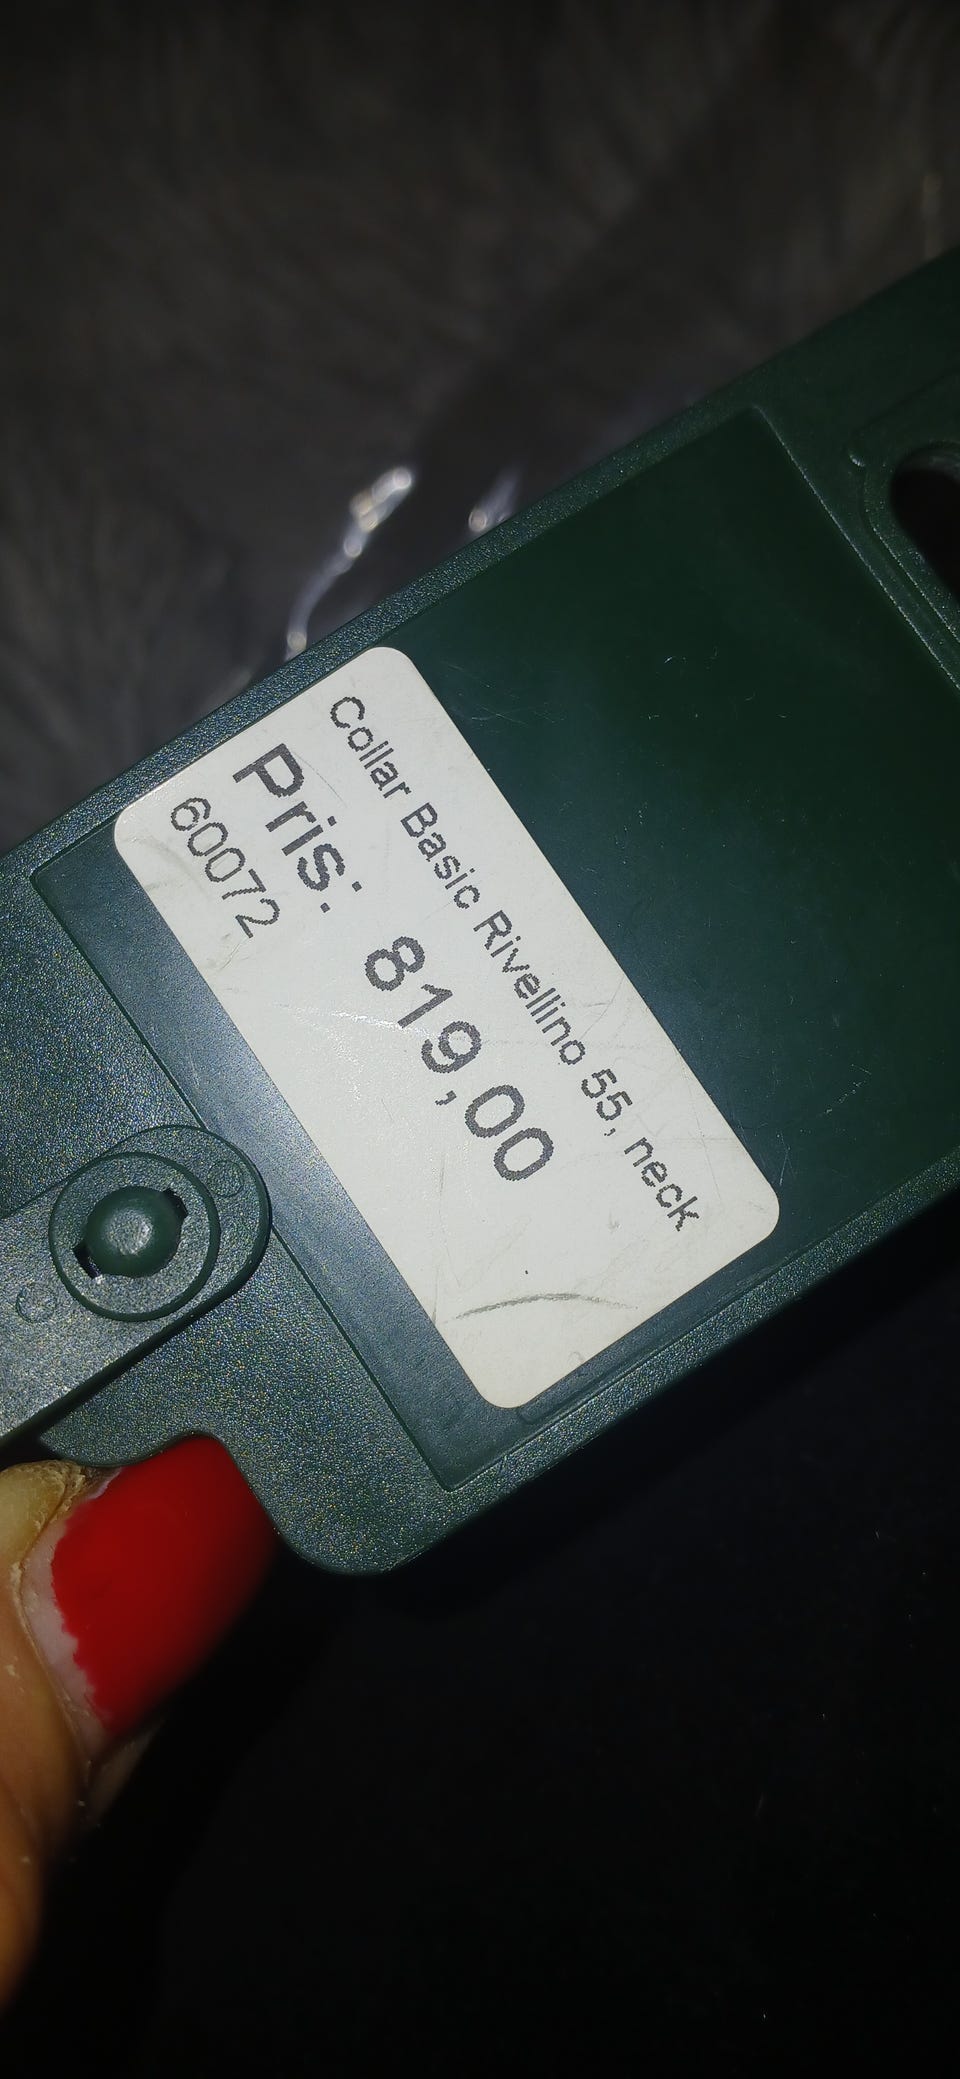 Collar Basic Rivellino 55, neck
Pris: 819,00
60072